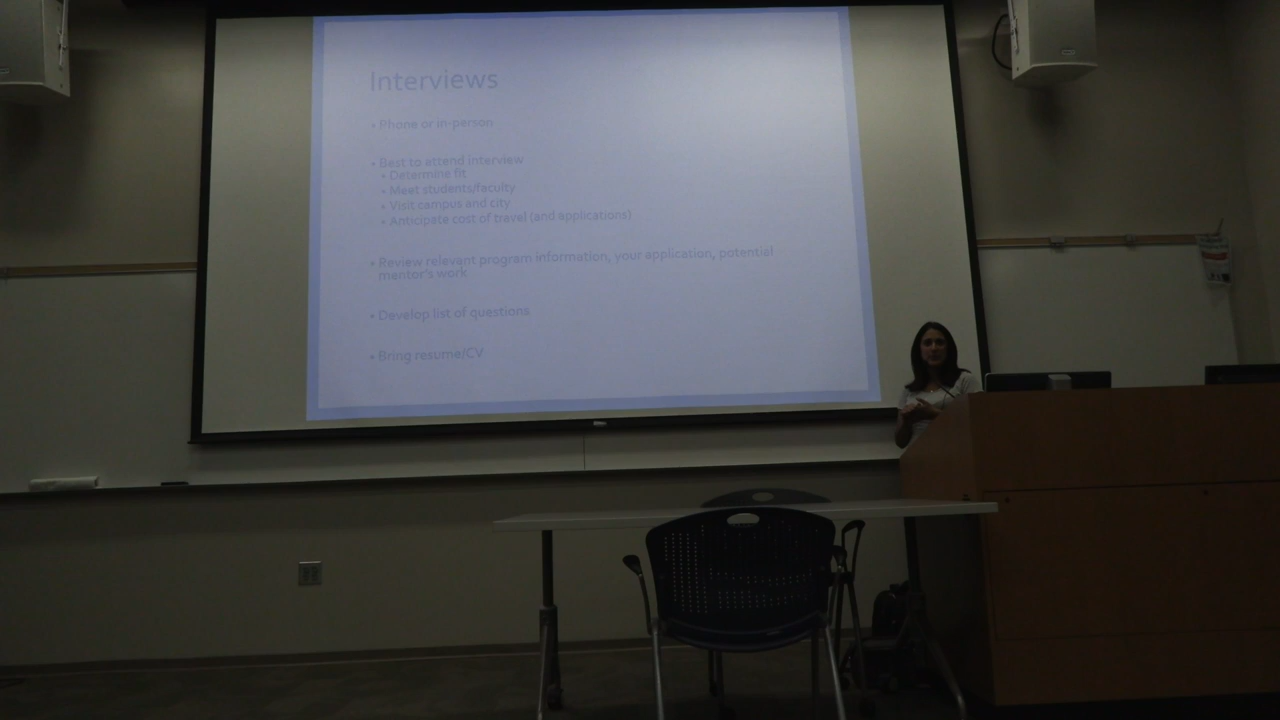 Interviews
• Phone or in-person
• Best to attend interview
• Determine fit
• Meet students/faculty
• Visit campus and city
• Anticipate cost of travel (and applications)
• Review relevant program information, your application, potential
mentor's work
• Develop list of questions
• Bring resume/CV